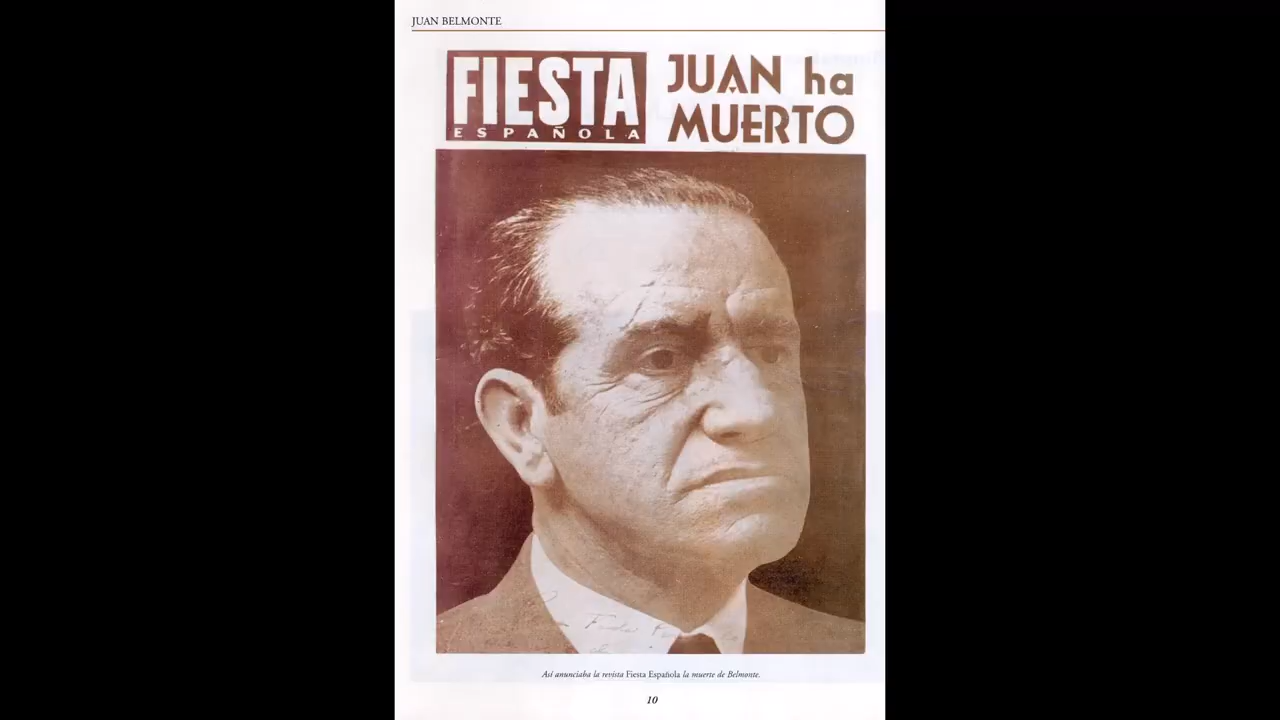 JUAN BELMONTE
FIESTA
ESPAÑOLA
JUAN ha
MUERTO
Así anunciaba la revista Fiesta Española la muerte de Belmonte.
10